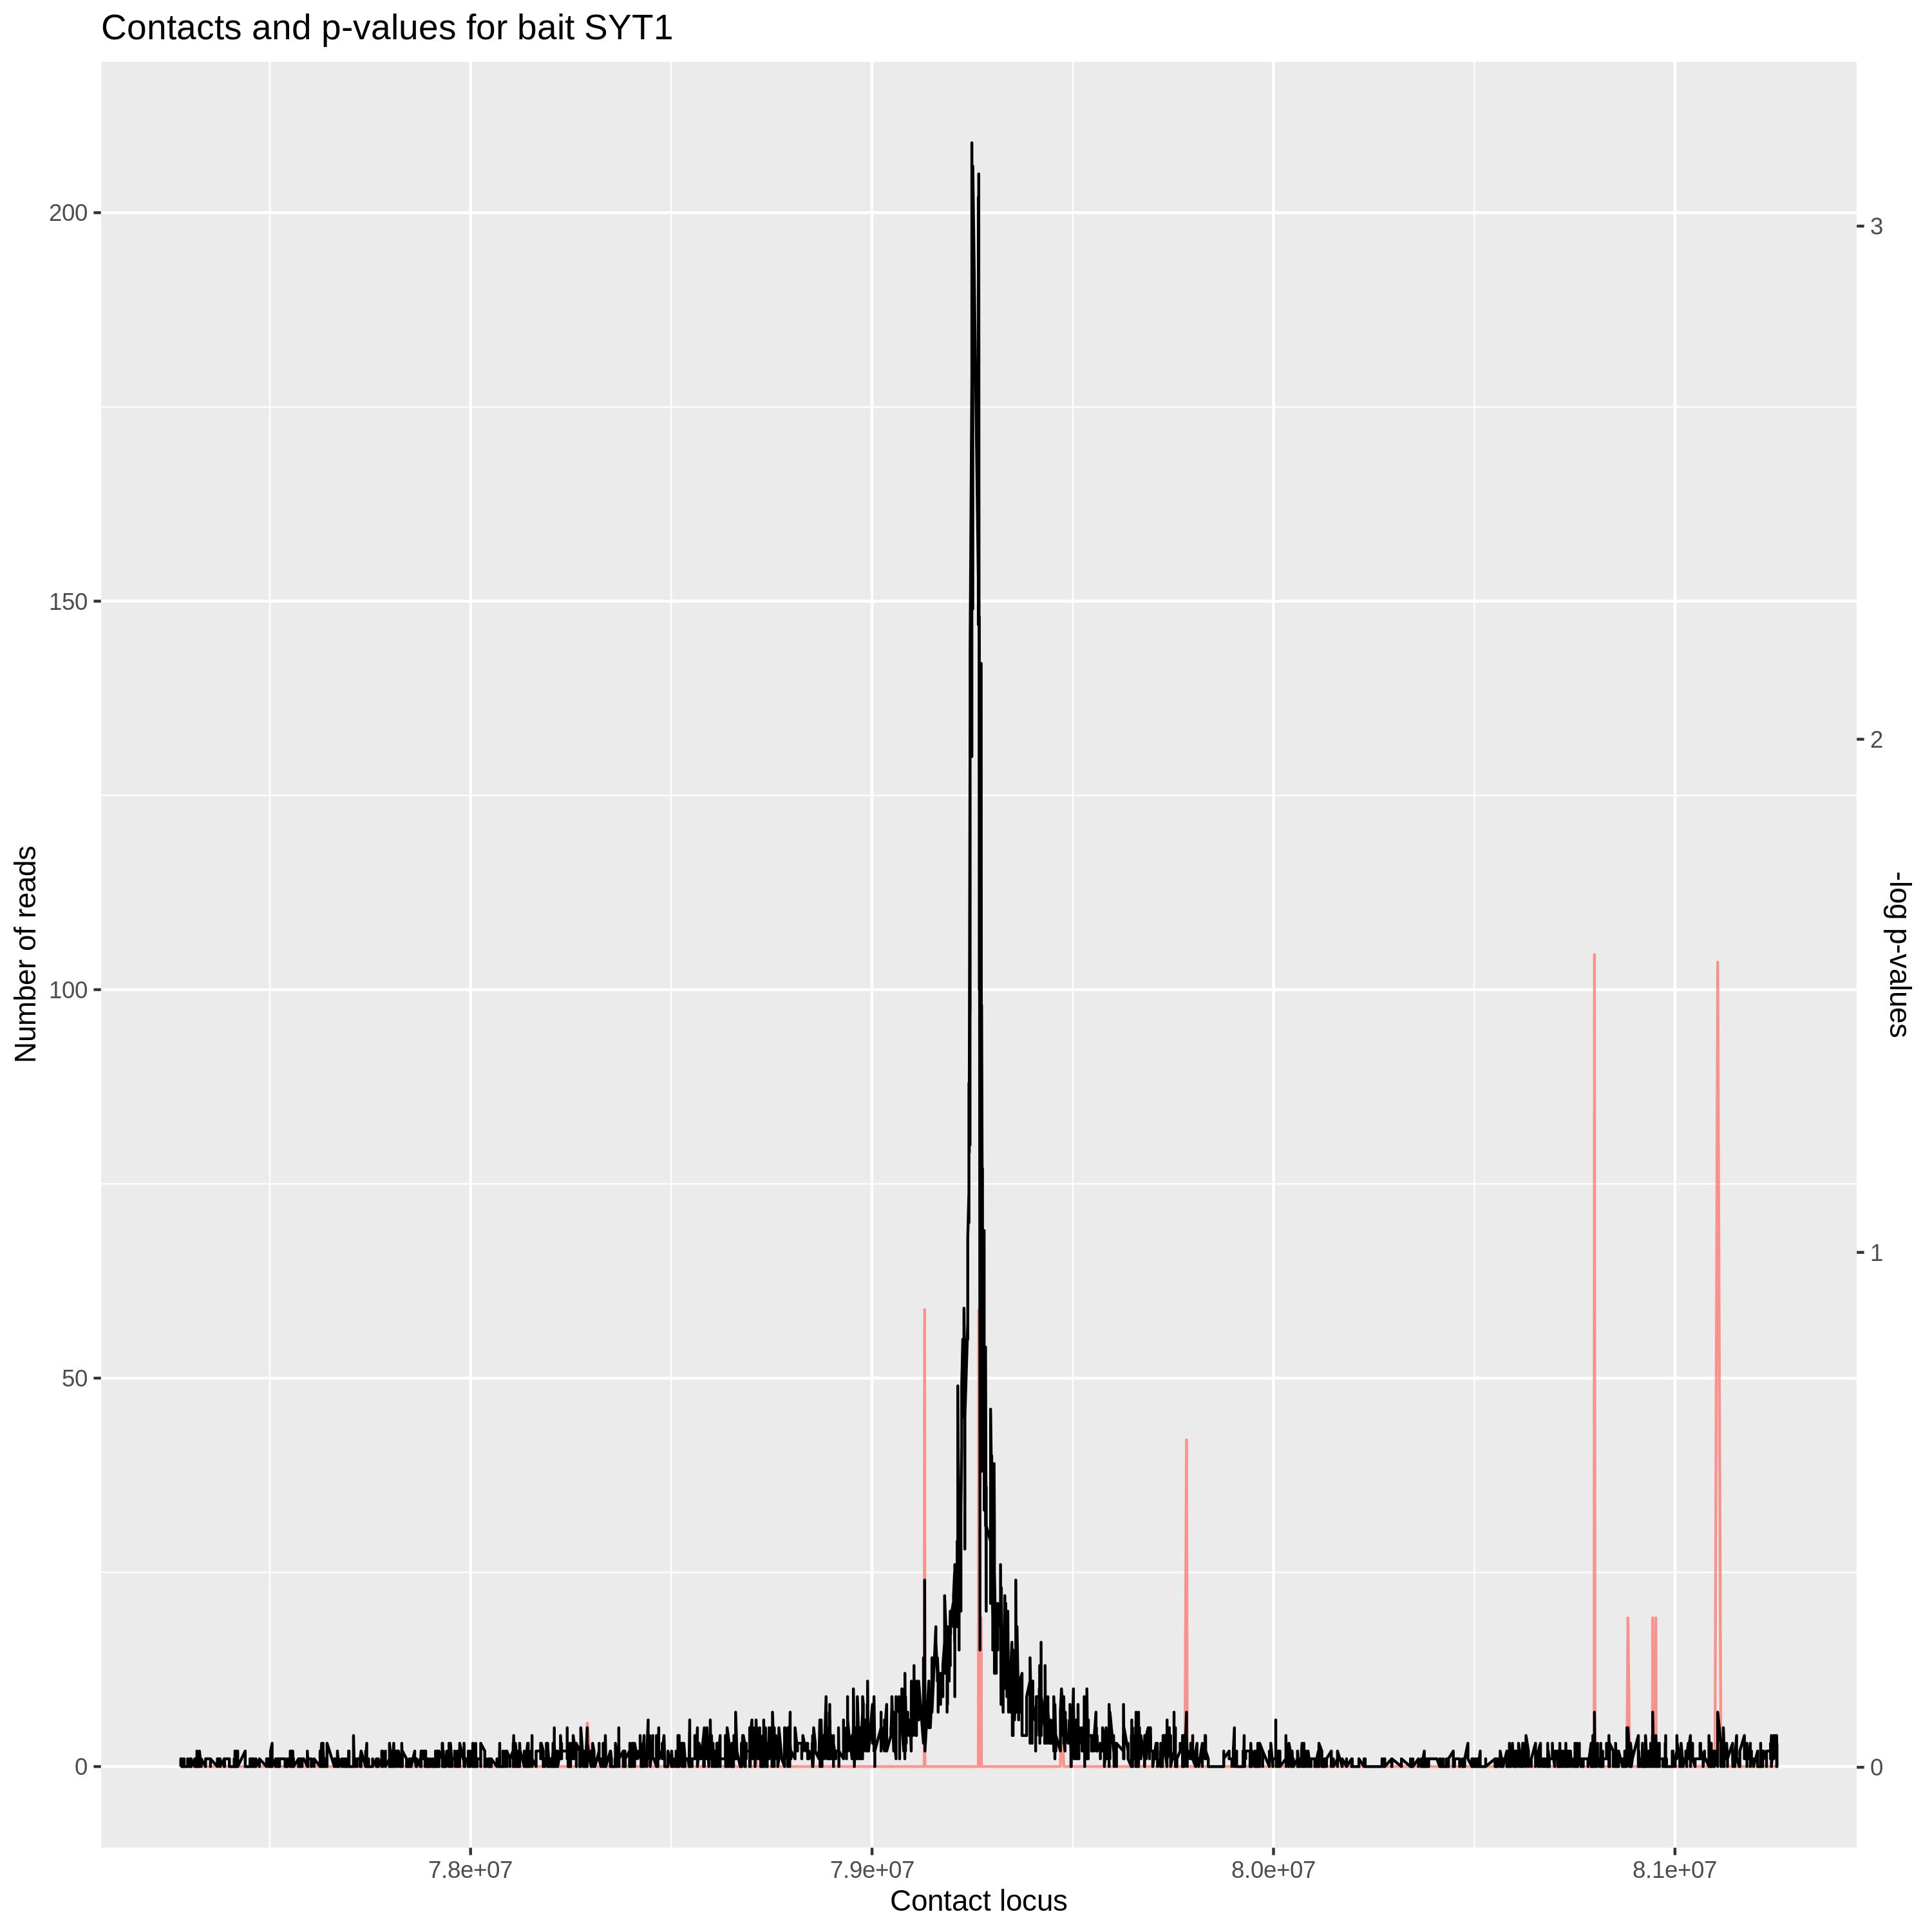 Contacts and p-values for bait SYT1
200
150
100
50
0
Number of reads
3
2
1
0
-log p-values
7.8e+07
7.9e+07
8.0e+07
8.1e+07
Contact locus